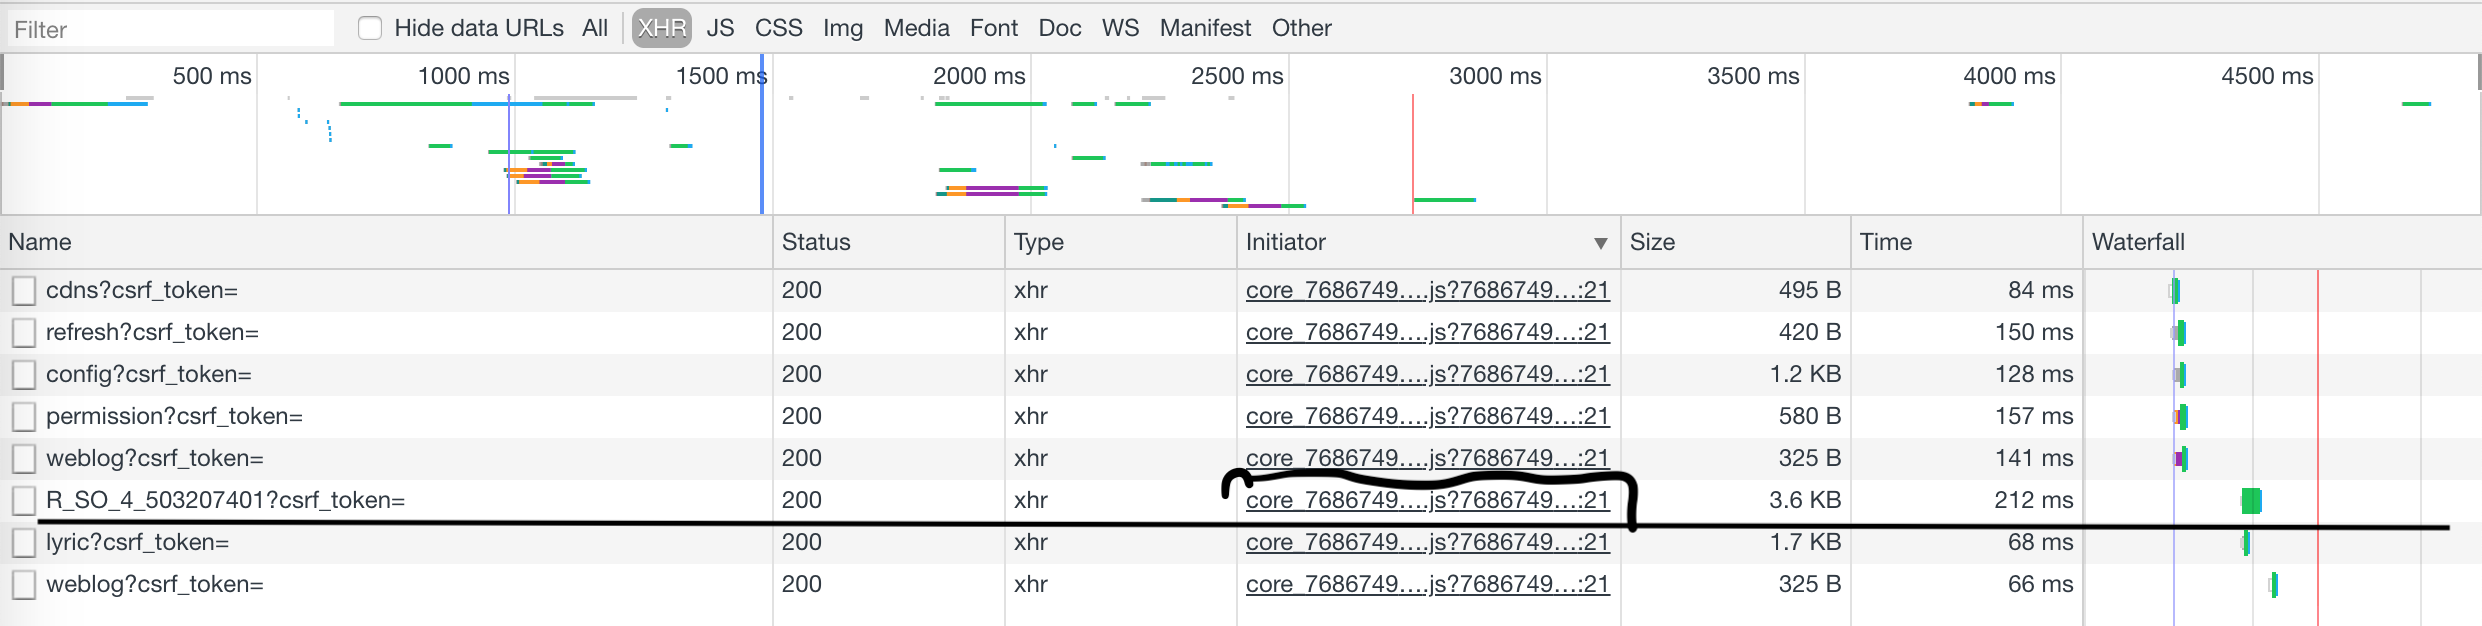 Filter Hide data URLs All XHR JS CSS Img Media Font Doc WS Manifest Other
500 ms 1000 ms 1500 ms 2000 ms 2500 ms 3000 ms 3500 ms 4000 ms 4500 ms
Name Status Type Initiator ▼ Size Time Waterfall
cdns?csrf_token= 200 xhr core_7686749….js?7686749…:21 495 B 84 ms
refresh?csrf_token= 200 xhr core_7686749….js?7686749…:21 420 B 150 ms
config?csrf_token= 200 xhr core_7686749….js?7686749…:21 1.2 KB 128 ms
permission?csrf_token= 200 xhr core_7686749….js?7686749…:21 580 B 157 ms
weblog?csrf_token= 200 xhr core_7686749….js?7686749…:21 325 B 141 ms
R_SO_4_503207401?csrf_token= 200 xhr core_7686749….js?7686749…:21 3.6 KB 212 ms
lyric?csrf_token= 200 xhr core_7686749….js?7686749…:21 1.7 KB 68 ms
weblog?csrf_token= 200 xhr core_7686749….js?7686749…:21 325 B 66 ms